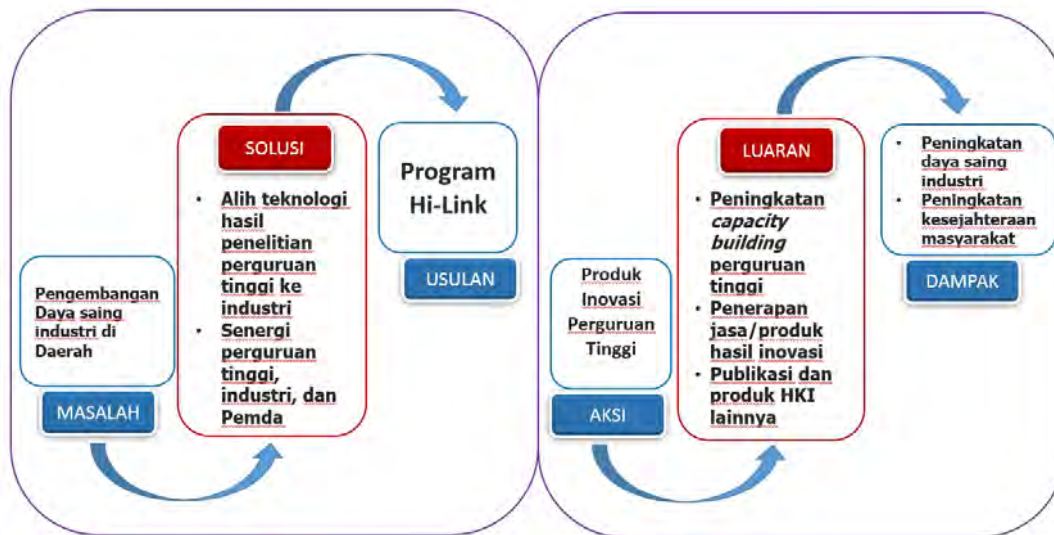 Pengembangan
Daya saing
industri di
Daerah
MASALAH
SOLUSI
• Alih teknologi
hasil
penelitian
perguruan
tinggi ke
industri
• Senergi
perguruan
tinggi,
industri, dan
Pemda
Program
Hi-Link
USULAN
Produk
Inovasi
Perguruan
Tinggi
AKSI
LUARAN
• Peningkatan
capacity
building
perguruan
tinggi
• Penerapan
jasa/produk
hasil inovasi
• Publikasi dan
produk HKI
lainnya
• Peningkatan
daya saing
industri
• Peningkatan
kesejahteraan
masyarakat
DAMPAK